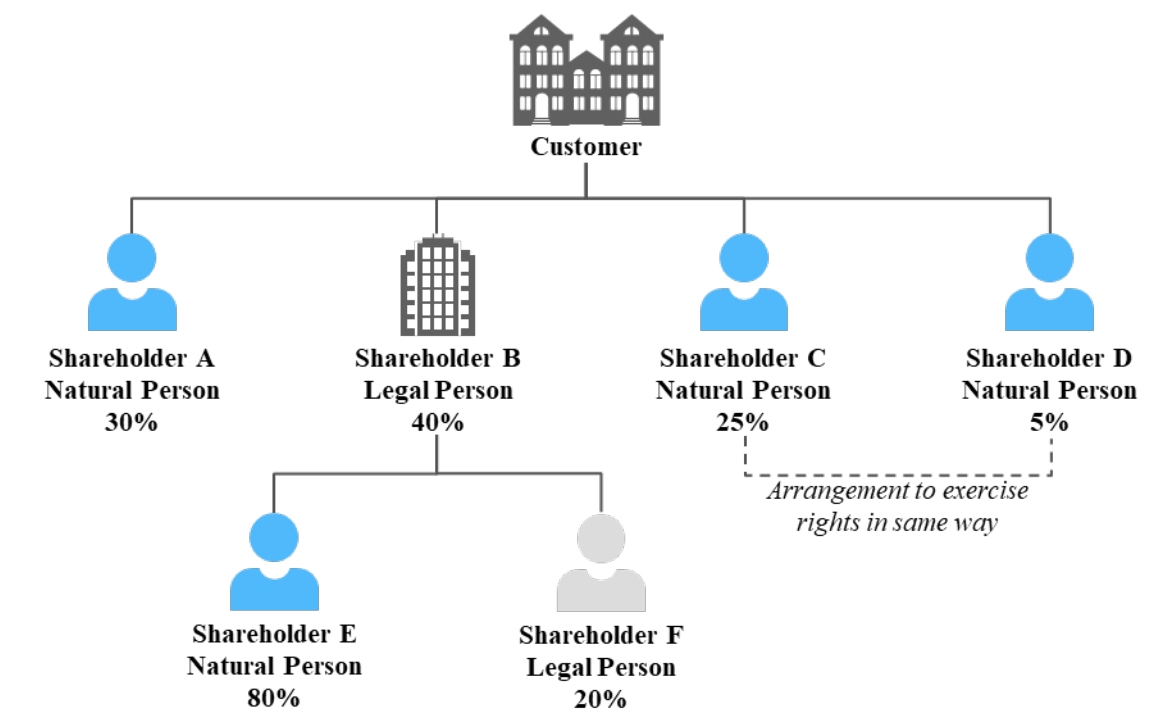 Customer
Shareholder A
Natural Person
30%
Shareholder B
Legal Person
40%
Shareholder C
Natural Person
25%
Shareholder D
Natural Person
5%
Arrangement to exercise
rights in same way
Shareholder E
Natural Person
80%
Shareholder F
Legal Person
20%